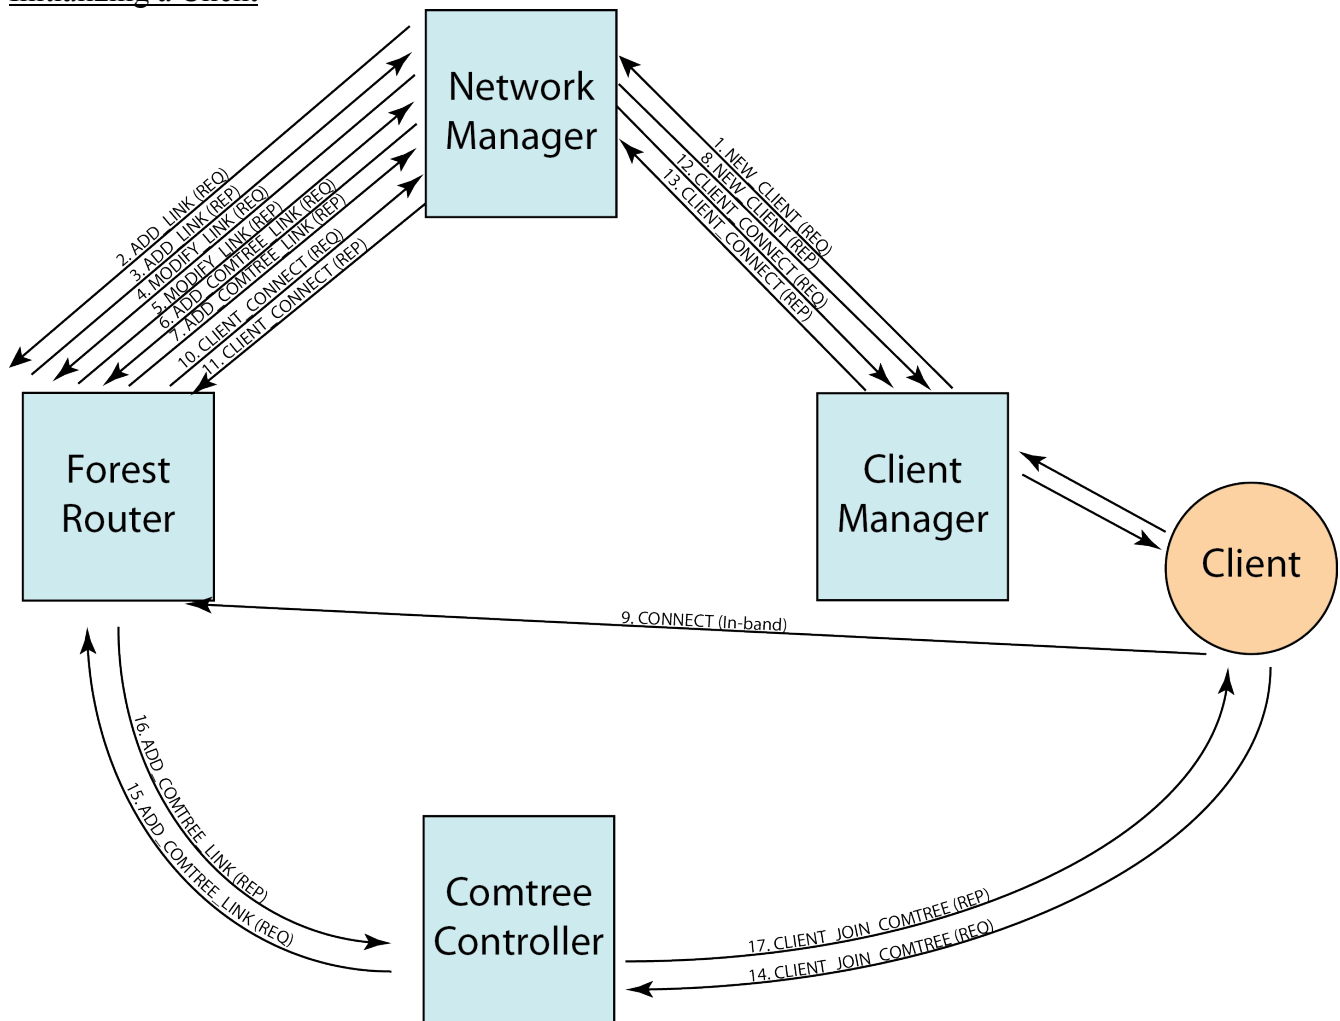 Initializing a Client
Network
Manager
1. NEW_CLIENT (REQ)
8. NEW_CLIENT (REP)
12. CLIENT_CONNECT (REQ)
13. CLIENT_CONNECT (REP)
2. ADD_LINK (REQ)
3. ADD_LINK (REP)
4. MODIFY_LINK (REQ)
5. MODIFY_LINK (REP)
6. ADD_COMTREE_LINK (REQ)
7. ADD_COMTREE_LINK (REP)
10. CLIENT_CONNECT (REQ)
11. CLIENT_CONNECT (REP)
Forest
Router
Client
Manager
Client
9. CONNECT (In-band)
16. ADD_COMTREE_LINK (REP)
15. ADD_COMTREE_LINK (REQ)
Comtree
Controller
17. CLIENT_JOIN_COMTREE (REP)
14. CLIENT_JOIN_COMTREE (REQ)